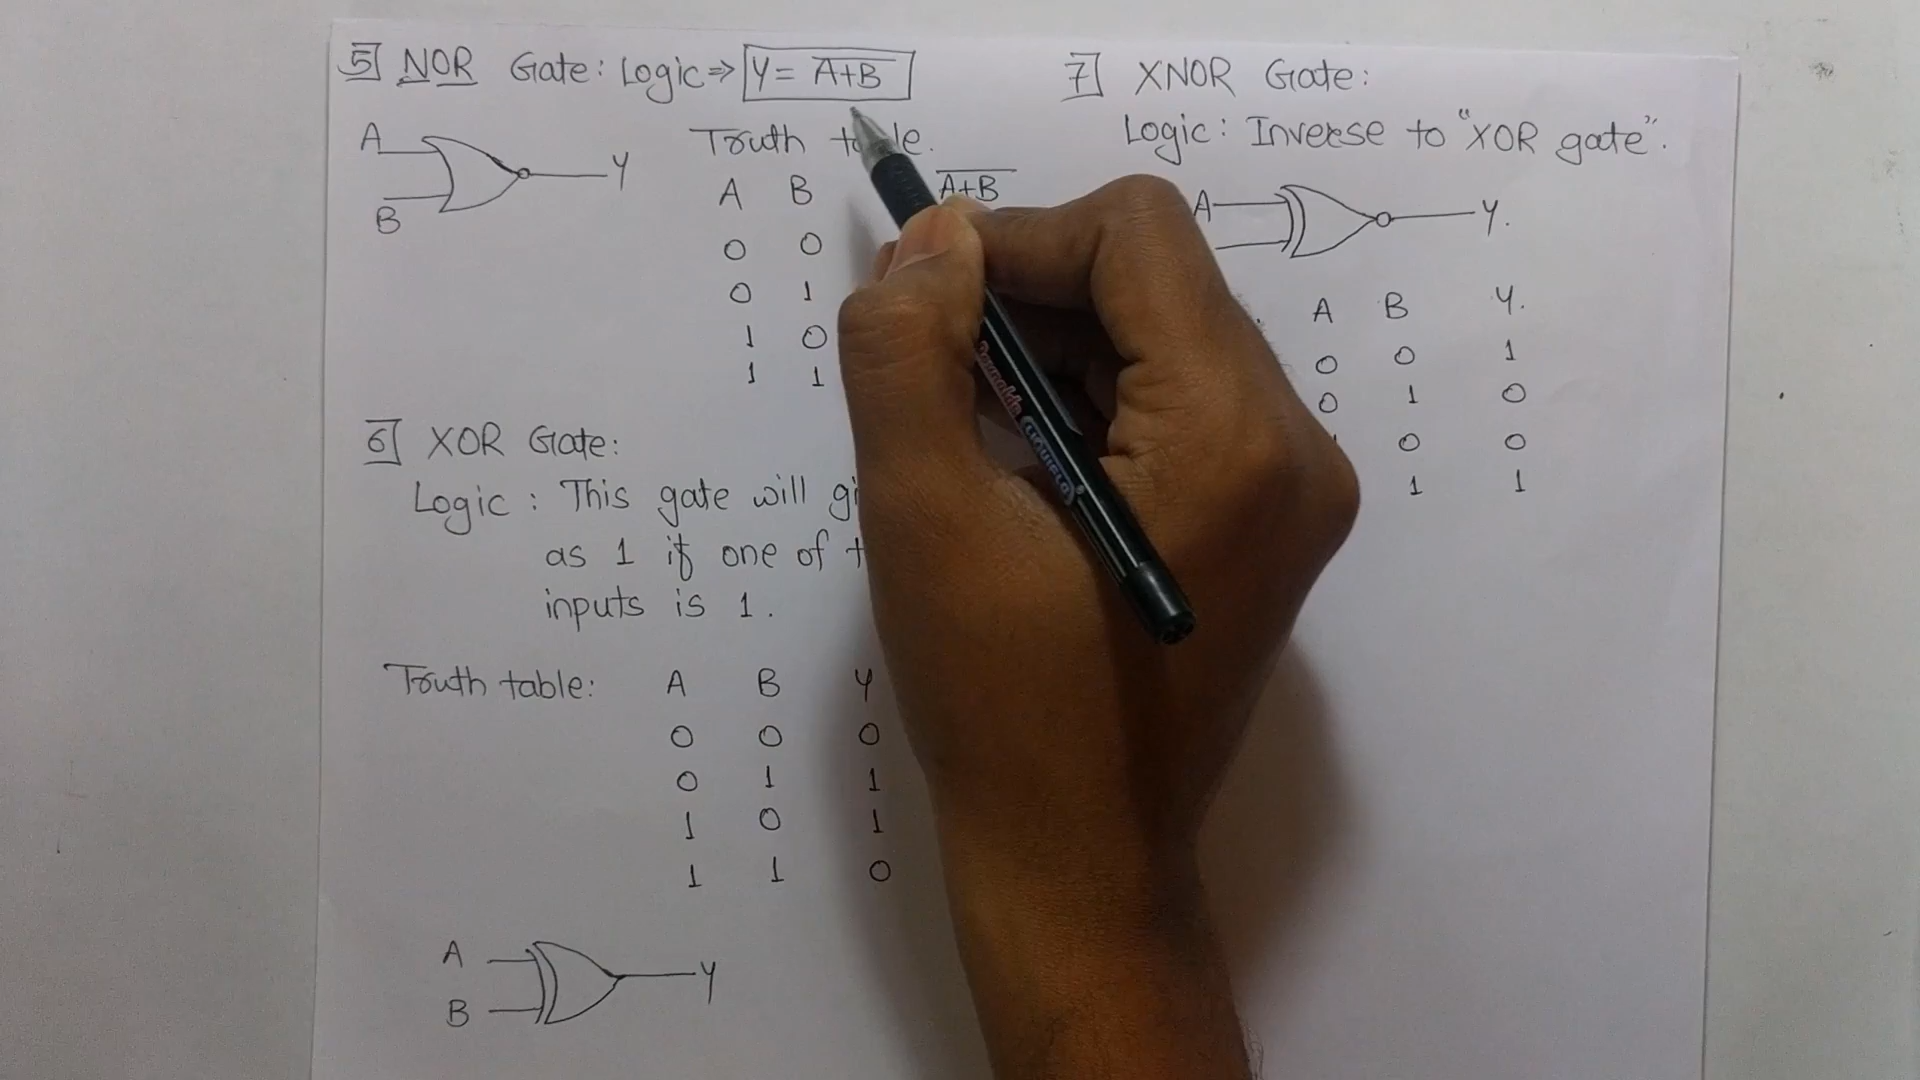 5 NOR Gate: Logic ⇒ Y = \overline{A+B}
A
B
Y
Truth table.
A B \overline{A+B}
0 0
0 1
1 0
1 1
6 XOR Gate:
Logic : This gate will
as 1 if one of
inputs is 1.
Truth table: A B Y
0 0 0
0 1 1
1 0 1
1 1 0
A
B
Y
7 XNOR Gate:
Logic: Inverse to "XOR gate".
A
Y.
A B Y.
0 0 1
0 1 0
0 0
1 1